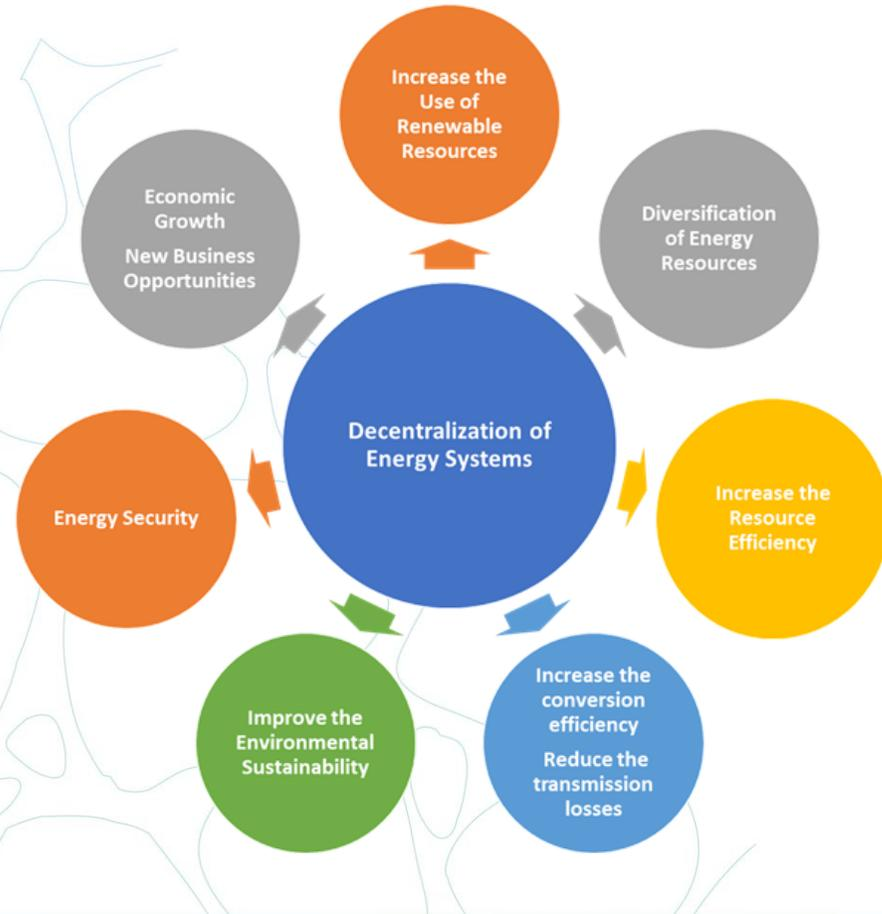 Increase the
Use of
Renewable
Resources
Economic
Growth
New Business
Opportunities
Diversification
of Energy
Resources
Decentralization of
Energy Systems
Energy Security
Increase the
Resource
Efficiency
Improve the
Environmental
Sustainability
Increase the
conversion
efficiency
Reduce the
transmission
losses